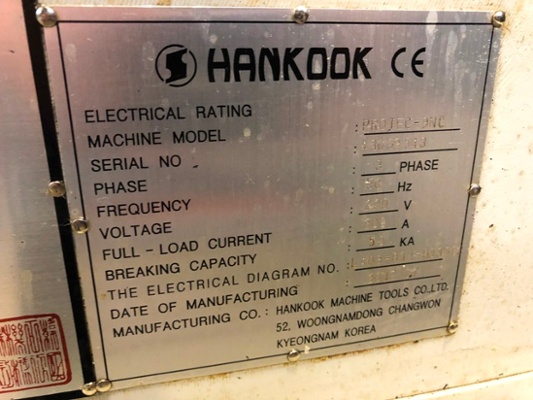 HANKOOK CE
ELECTRICAL RATING
MACHINE MODEL :
SERIAL NO :
PHASE : PHASE
FREQUENCY : Hz
VOLTAGE : V
FULL - LOAD CURRENT : A
BREAKING CAPACITY : KA
THE ELECTRICAL DIAGRAM NO. :
DATE OF MANUFACTURING :
MANUFACTURING CO. : HANKOOK MACHINE TOOLS CO.,LTD.
52, WOONGNAMDONG CHANGWON
KYEONGNAM KOREA